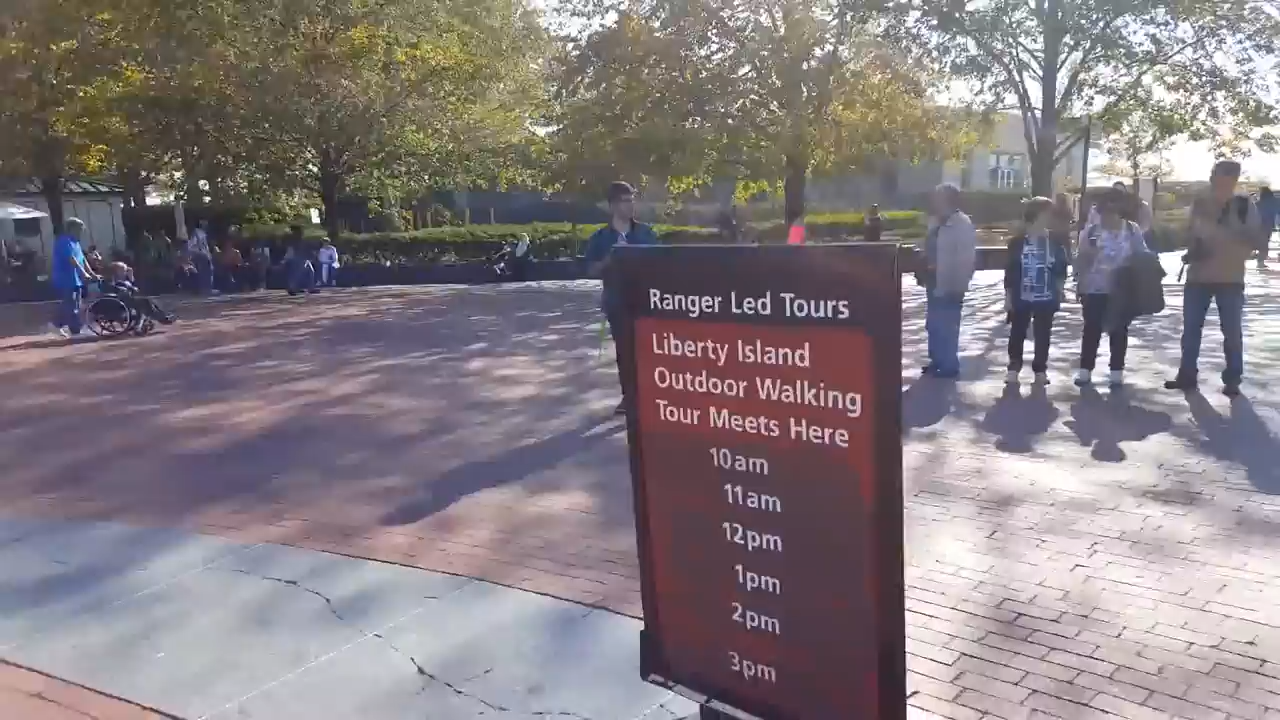 Ranger Led Tours
Liberty Island
Outdoor Walking
Tour Meets Here
10am
11am
12pm
1pm
2pm
3pm